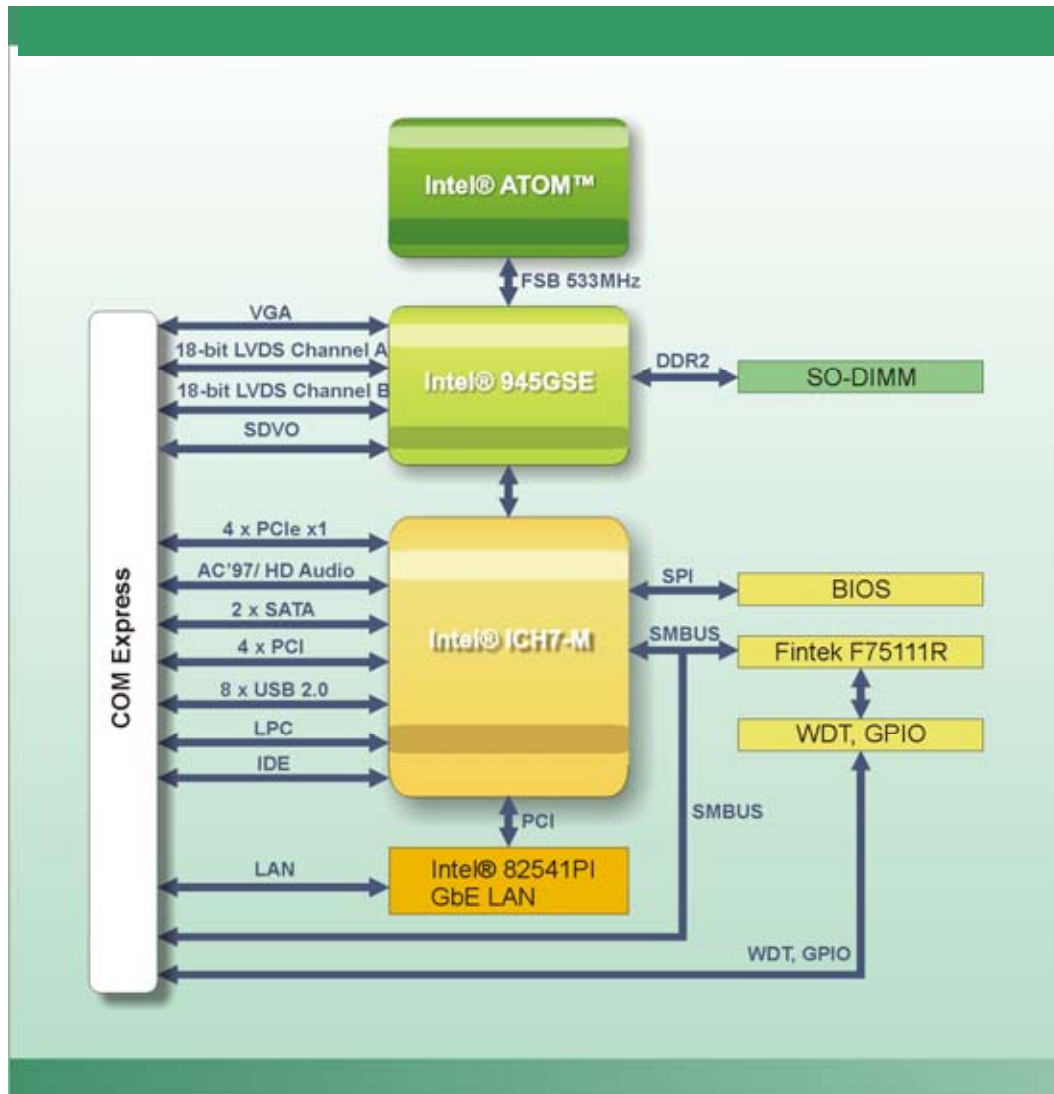 Intel® ATOM™
FSB 533MHz
VGA
18-bit LVDS Channel A
18-bit LVDS Channel B
SDVO
Intel® 945GSE
DDR2
SO-DIMM
COM Express
4 x PCIe x1
AC'97/ HD Audio
2 x SATA
4 x PCI
8 x USB 2.0
LPC
IDE
Intel® ICH7-M
SPI
BIOS
SMBUS
Fintek F75111R
WDT, GPIO
SMBUS
PCI
LAN
Intel® 82541PI
GbE LAN
WDT, GPIO